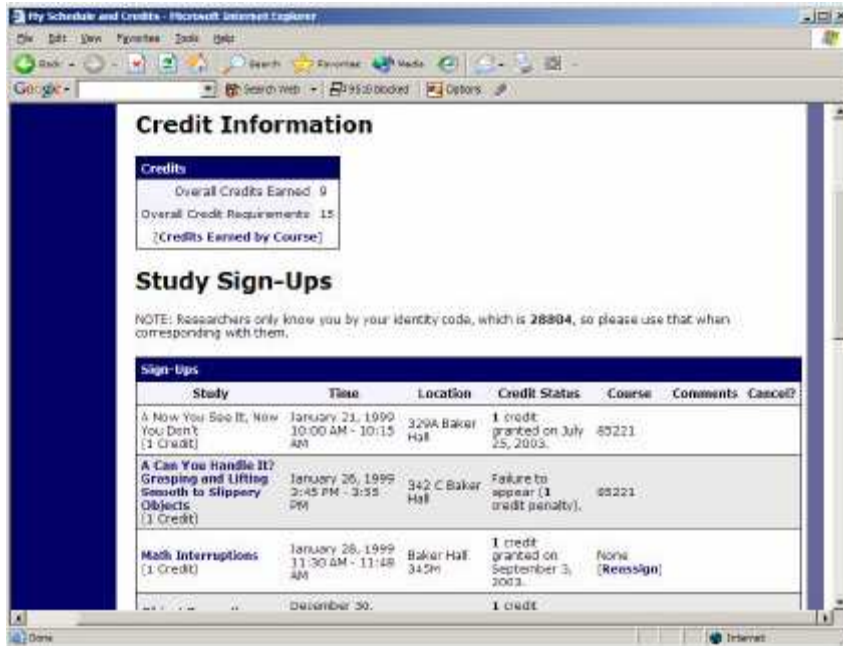 My Schedule and Credits - Microsoft Internet Explorer
File Edit View Favorites Tools Help
Back Search Favorites Media
Google Search Web blocked Options
Credit Information
Credits
Overall Credits Earned 9
Overall Credit Requirements 15
[Credits Earned by Course]
Study Sign-Ups
NOTE: Researchers only know you by your identity code, which is 28804, so please use that when
corresponding with them.
Sign-Ups
Study Time Location Credit Status Course Comments Cancel?
A Now You See It, Now
You Don't
(1 Credit)
January 21, 1999
10:00 AM - 10:15
AM
329A Baker
Hall
1 credit
granted on July
25, 2003.
85221
A Can You Handle It?
Grasping and Lifting
Smooth to Slippery
Objects
(1 Credit)
January 26, 1999
3:45 PM - 3:55
PM
342 C Baker
Hall
Failure to
appear (1
credit penalty).
85221
Math Interruptions
(1 Credit)
January 28, 1999
11:30 AM - 11:48
AM
Baker Hall
345M
1 credit
granted on
September 3,
2003.
None
[Reassign]
December 30,
1 credit
Done
Internet